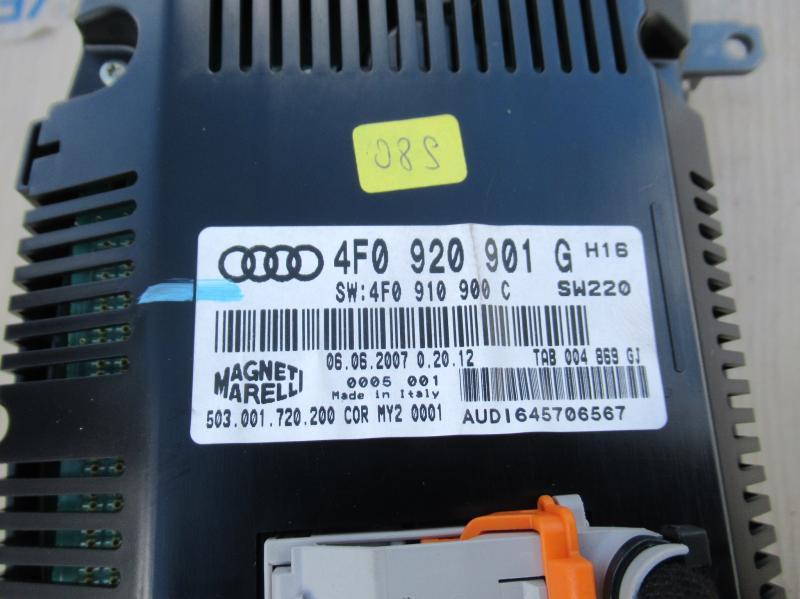 080
4F0 920 901 G H16
SW:4F0 910 900 C SW220
06.06.2007 0.20.12 TAB 004 869 GJ
MAGNETI MARELLI
0005 001
Made in Italy
503.001.720.200 COR MY2 0001 AUDI645706567